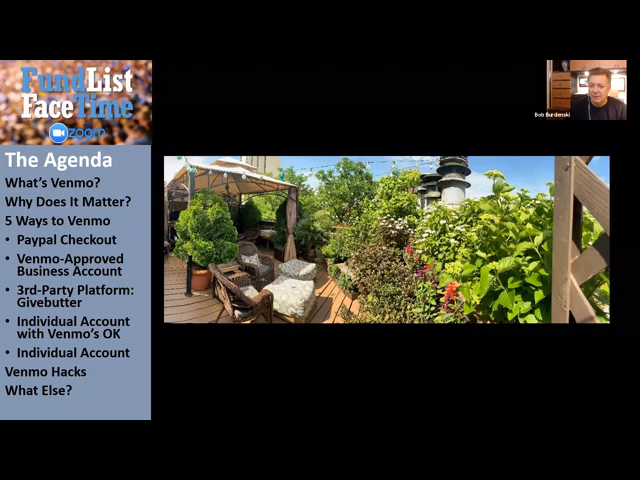 FundList
FaceTime
zoom
The Agenda
What's Venmo?
Why Does It Matter?
5 Ways to Venmo
• Paypal Checkout
• Venmo-Approved
Business Account
• 3rd-Party Platform:
Givebutter
• Individual Account
with Venmo's OK
• Individual Account
Venmo Hacks
What Else?
Bob Burdenski